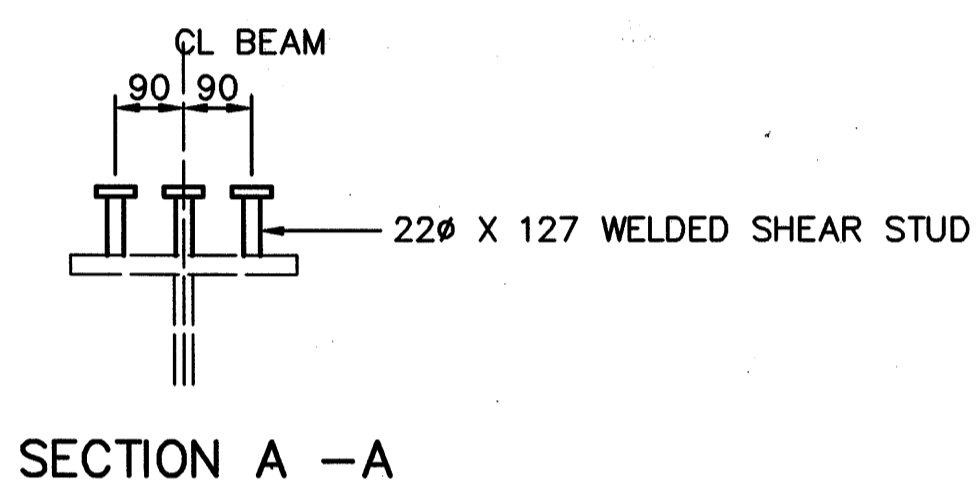 CL BEAM
90 90
22ø X 127 WELDED SHEAR STUD
SECTION A -A